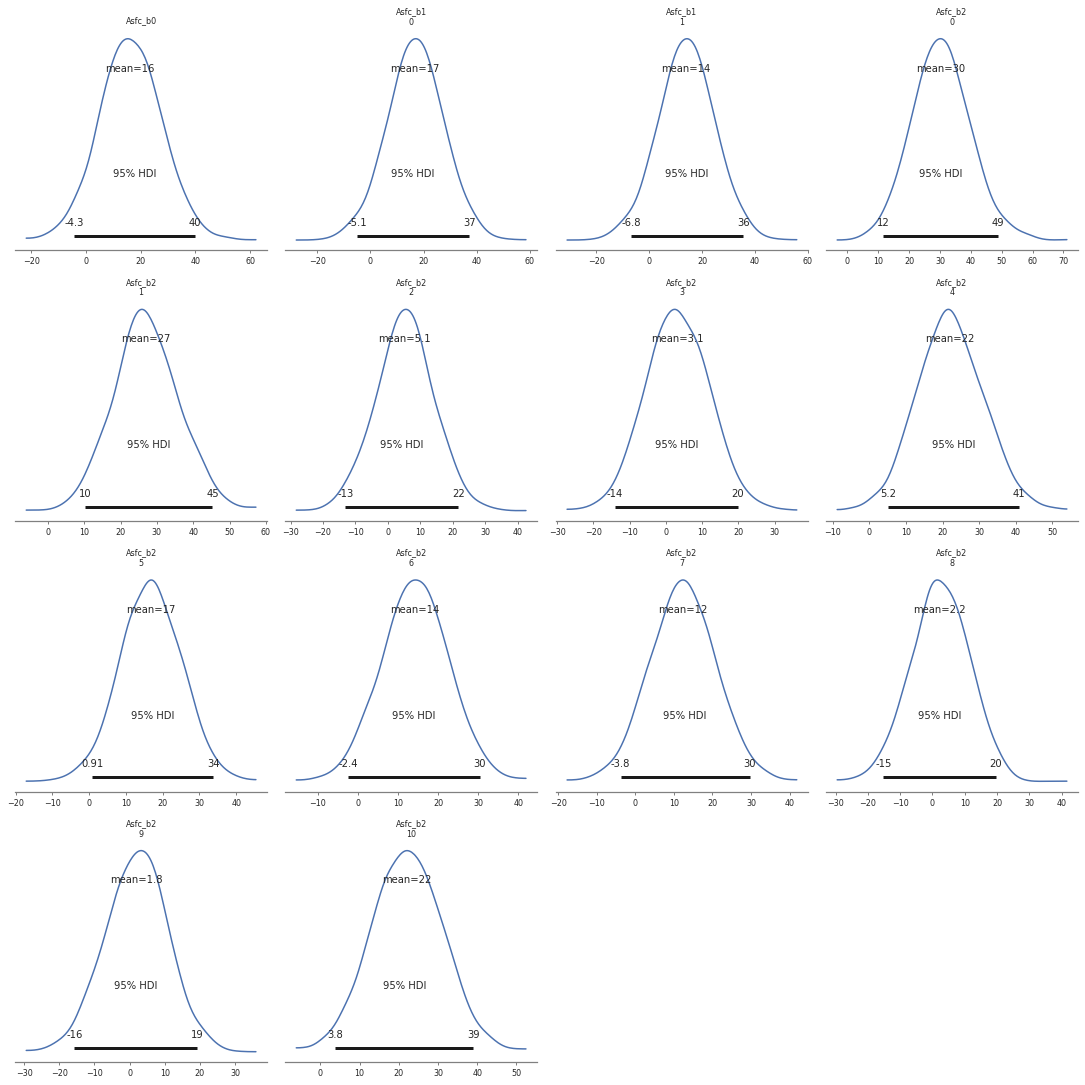 Asfc_b0
mean=16
95% HDI
-4.3 40
−20 0 20 40 60
Asfc_b1
0
mean=17
95% HDI
-5.1 37
−20 0 20 40 60
Asfc_b1
1
mean=14
95% HDI
-6.8 36
−20 0 20 40 60
Asfc_b2
0
mean=30
95% HDI
12 49
0 10 20 30 40 50 60 70
Asfc_b2
1
mean=27
95% HDI
10 45
0 10 20 30 40 50 60
Asfc_b2
2
mean=5.1
95% HDI
-13 22
−30 −20 −10 0 10 20 30 40
Asfc_b2
3
mean=3.1
95% HDI
-14 20
−30 −20 −10 0 10 20 30
Asfc_b2
4
mean=22
95% HDI
5.2 41
−10 0 10 20 30 40 50
Asfc_b2
5
mean=17
95% HDI
0.91 34
−20 −10 0 10 20 30 40
Asfc_b2
6
mean=14
95% HDI
-2.4 30
−10 0 10 20 30 40
Asfc_b2
7
mean=12
95% HDI
-3.8 30
−20 −10 0 10 20 30 40
Asfc_b2
8
mean=2.2
95% HDI
-15 20
−30 −20 −10 0 10 20 30 40
Asfc_b2
9
mean=1.8
95% HDI
-16 19
−30 −20 −10 0 10 20 30
Asfc_b2
10
mean=22
95% HDI
3.8 39
0 10 20 30 40 50